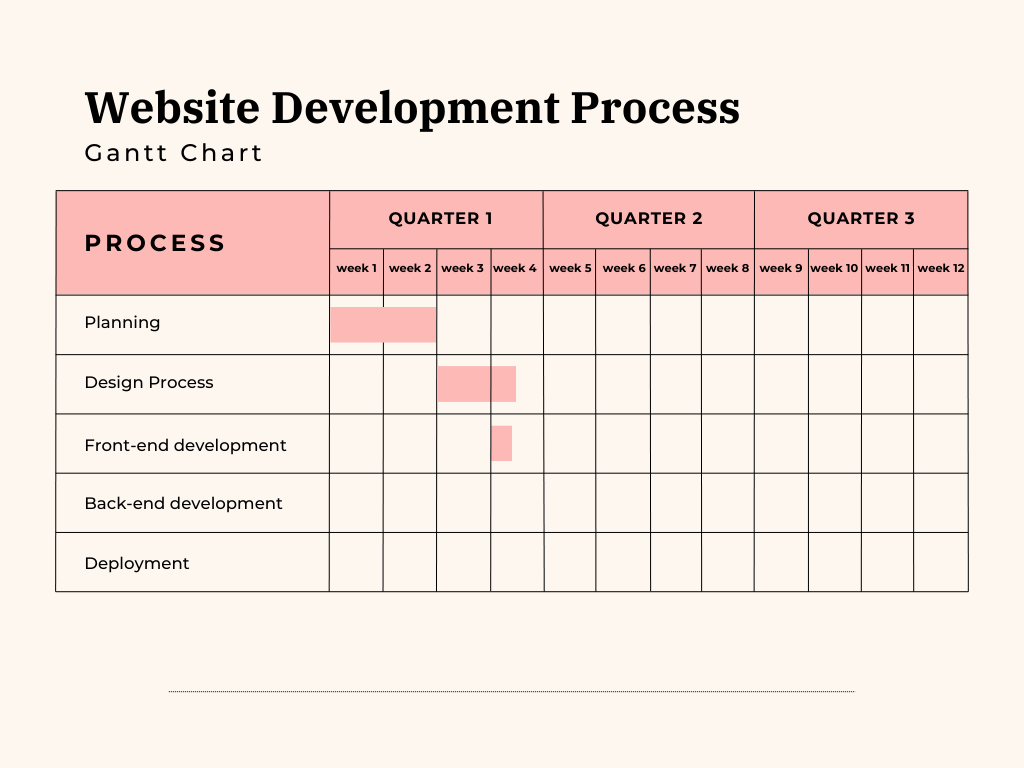 Website Development Process
Gantt Chart
PROCESS
QUARTER 1 QUARTER 2 QUARTER 3
week 1 week 2 week 3 week 4 week 5 week 6 week 7 week 8 week 9 week 10 week 11 week 12
Planning
Design Process
Front-end development
Back-end development
Deployment